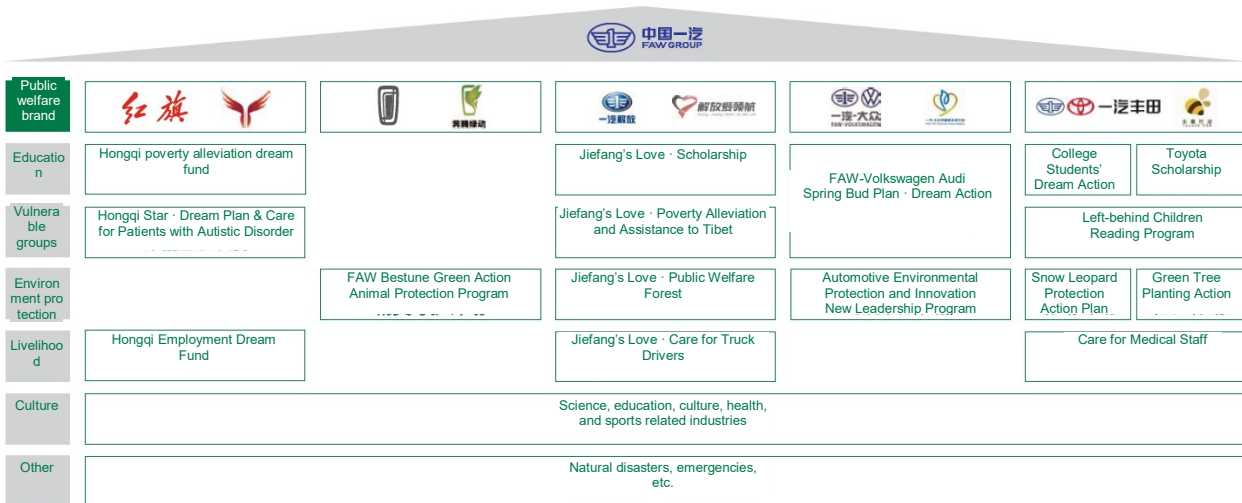 中国一汽
FAW GROUP
Public
welfare
brand
红旗
奔腾绿动
一汽解放
解放爱领航
一汽-大众
FAW-VOLKSWAGEN
一汽丰田
Educatio
n
Hongqi poverty alleviation dream
fund
Jiefang's Love · Scholarship
FAW-Volkswagen Audi
Spring Bud Plan · Dream Action
College
Students'
Dream Action
Toyota
Scholarship
Vulnera
ble
groups
Hongqi Star · Dream Plan & Care
for Patients with Autistic Disorder
Jiefang's Love · Poverty Alleviation
and Assistance to Tibet
Left-behind Children
Reading Program
Environ
ment pro
tection
FAW Bestune Green Action
Animal Protection Program
Jiefang's Love · Public Welfare
Forest
Automotive Environmental
Protection and Innovation
New Leadership Program
Snow Leopard
Protection
Action Plan
Green Tree
Planting Action
Livelihoo
d
Hongqi Employment Dream
Fund
Jiefang's Love · Care for Truck
Drivers
Care for Medical Staff
Culture
Science, education, culture, health,
and sports related industries
Other
Natural disasters, emergencies,
etc.